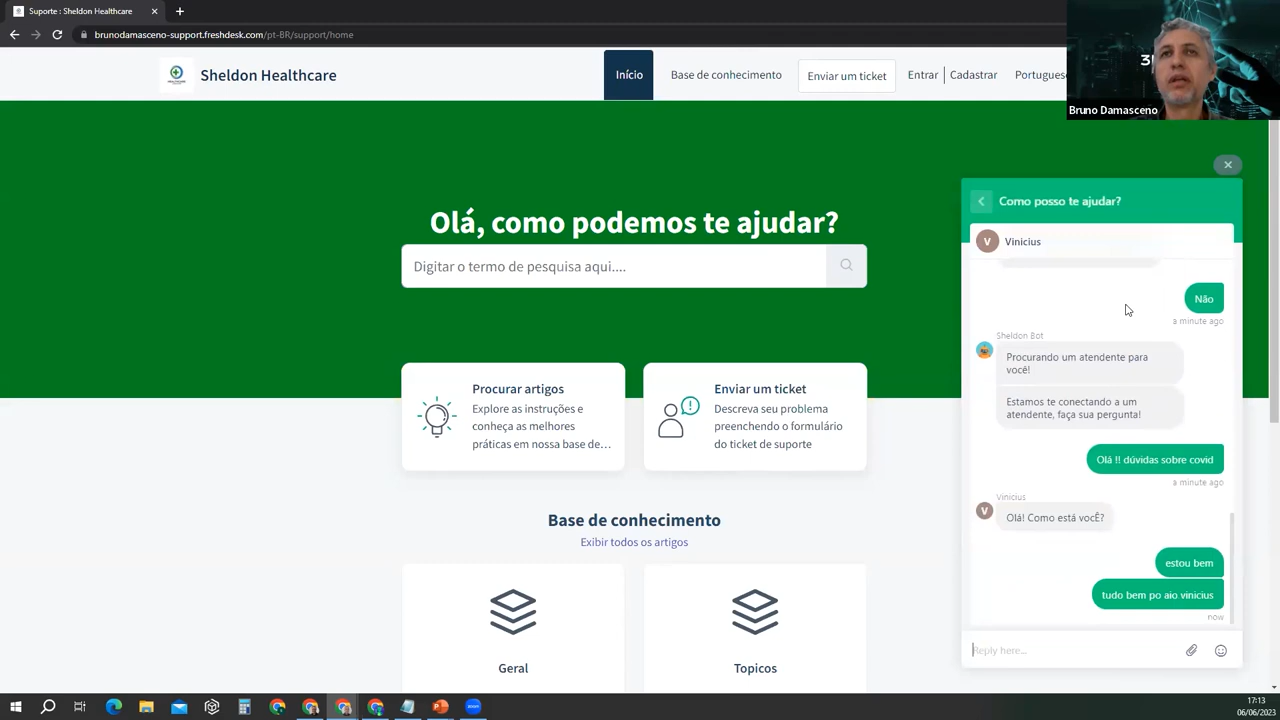 Suporte : Sheldon Healthcare
brunodamasceno-support.freshdesk.com/pt-BR/support/home
Sheldon Healthcare
Início
Base de conhecimento
Enviar um ticket
Entrar
Cadastrar
Portugues
Bruno Damasceno
Olá, como podemos te ajudar?
Digitar o termo de pesquisa aqui....
Procurar artigos
Explore as instruções e
conheça as melhores
práticas em nossa base de…
Enviar um ticket
Descreva seu problema
preenchendo o formulário
do ticket de suporte
Base de conhecimento
Exibir todos os artigos
Geral
Topicos
Como posso te ajudar?
V
Vinicius
Não
a minute ago
Sheldon Bot
Procurando um atendente para
você!
Estamos te conectando a um
atendente, faça sua pergunta!
Olá !! dúvidas sobre covid
a minute ago
Vinicius
V
Olá! Como está vocÊ?
estou bem
tudo bem po aio vinicius
now
Reply here...
17:13
06/06/2023